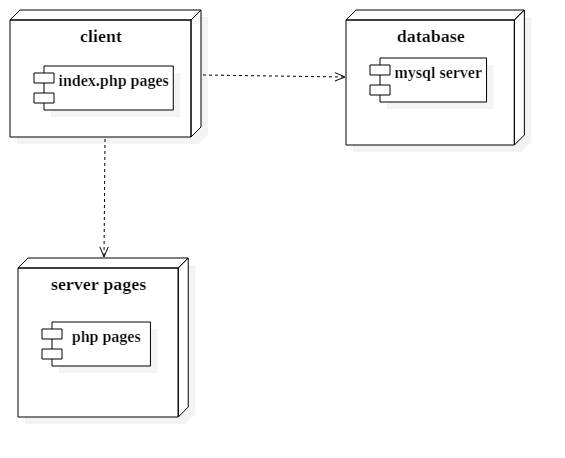 client
index.php pages
database
mysql server
server pages
php pages